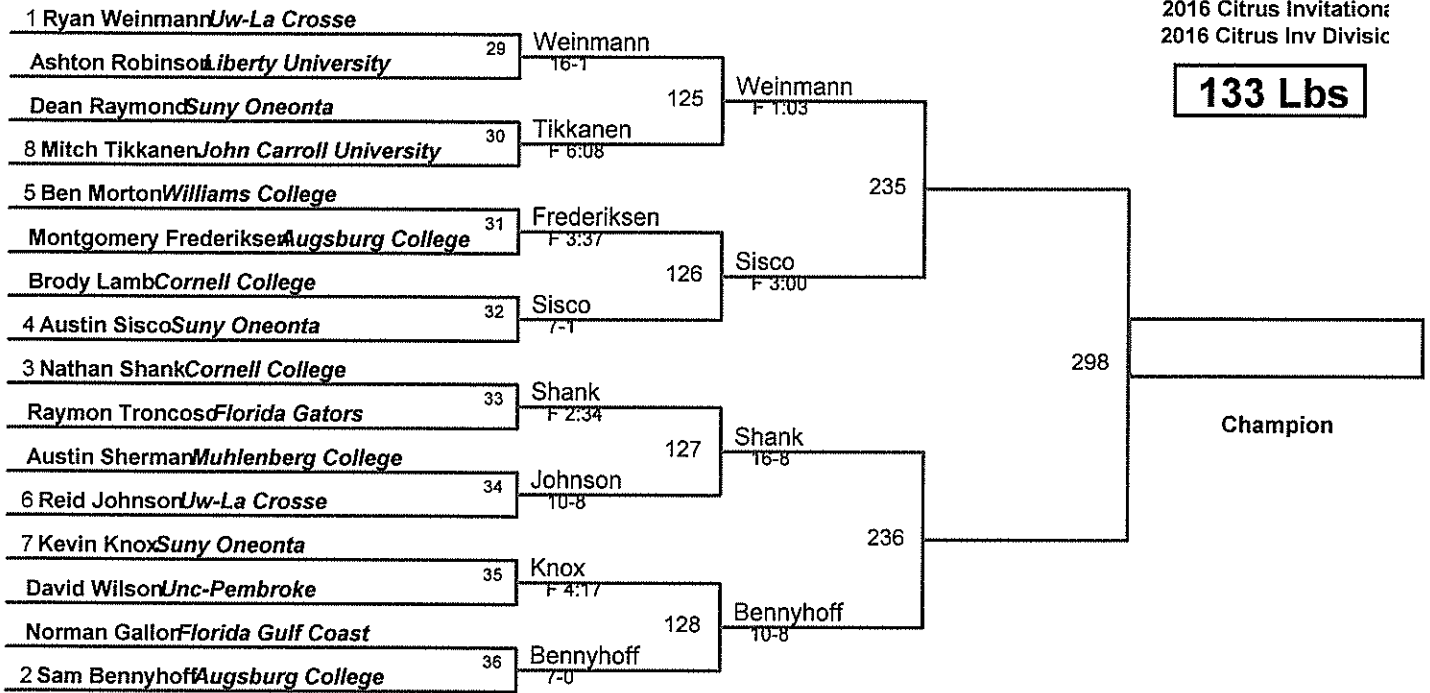 2016 Citrus Invitationa
2016 Citrus Inv Divisic
133 Lbs
1 Ryan Weinmann Uw-La Crosse
Ashton Robinson Liberty University
Dean Raymond Suny Oneonta
8 Mitch Tikkanen John Carroll University
5 Ben Morton Williams College
Montgomery Frederiksen Augsburg College
Brody Lamb Cornell College
4 Austin Sisco Suny Oneonta
3 Nathan Shank Cornell College
Raymon Troncoso Florida Gators
Austin Sherman Muhlenberg College
6 Reid Johnson Uw-La Crosse
7 Kevin Knox Suny Oneonta
David Wilson Unc-Pembroke
Norman Gallor Florida Gulf Coast
2 Sam Bennyhoff Augsburg College
29
30
31
32
33
34
35
36
Weinmann
16-1
Tikkanen
F 6:08
Frederiksen
F 3:37
Sisco
7-1
Shank
F 2:34
Johnson
10-8
Knox
F 4:17
Bennyhoff
7-0
125
126
127
128
Weinmann
F 1:03
Sisco
F 3:00
Shank
16-8
Bennyhoff
10-8
235
236
298
Champion